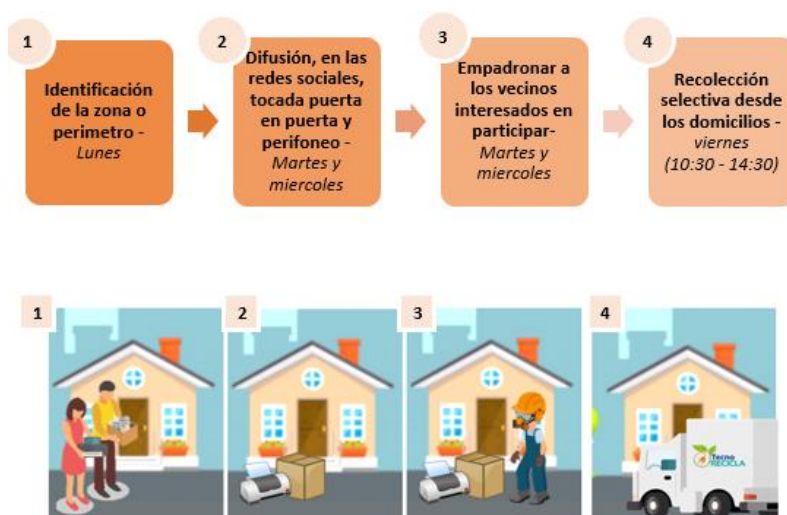 1
Identificación
de la zona o
perimetro -
Lunes
2
Difusión, en las
redes sociales,
tocada puerta
en puerta y
perifoneo -
Martes y
miercoles
3
Empadronar a
los vecinos
interesados en
participar-
Martes y
miercoles
4
Recolección
selectiva desde
los domicilios -
viernes
(10:30 - 14:30)
1
2
3
4
Tecno
RECICLA